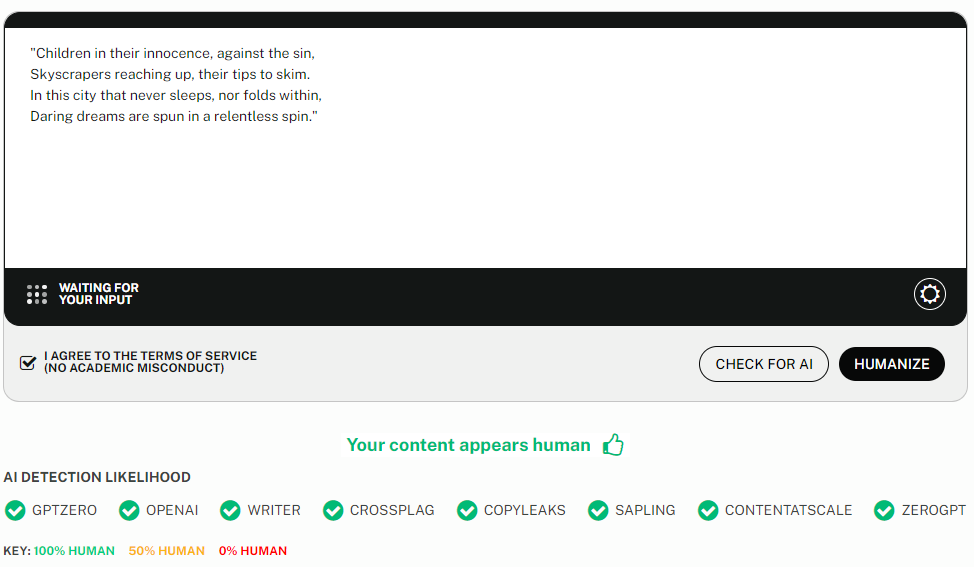 "Children in their innocence, against the sin,
Skyscrapers reaching up, their tips to skim.
In this city that never sleeps, nor folds within,
Daring dreams are spun in a relentless spin."
WAITING FOR
YOUR INPUT
I AGREE TO THE TERMS OF SERVICE
(NO ACADEMIC MISCONDUCT)
CHECK FOR AI HUMANIZE
Your content appears human
AI DETECTION LIKELIHOOD
GPTZERO OPENAI WRITER CROSSPLAG COPYLEAKS SAPLING CONTENTATSCALE ZEROGPT
KEY: 100% HUMAN 50% HUMAN 0% HUMAN